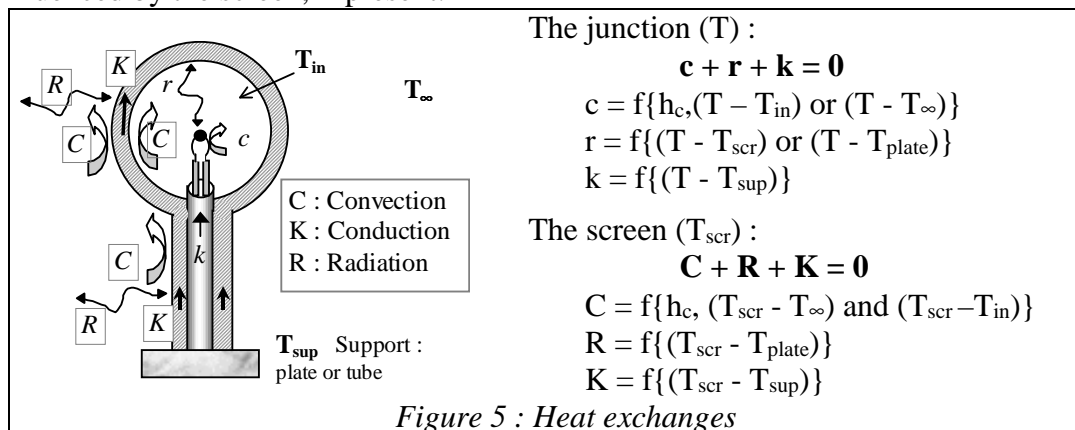 K
T_in
R
r
T_∞
C
C
c
C : Convection
K : Conduction
R : Radiation
C
k
R
K
T_sup Support :
plate or tube
The junction (T) :
c + r + k = 0
c = f{h_c,(T – T_in) or (T - T_∞)}
r = f{(T - T_scr) or (T - T_plate)}
k = f{(T - T_sup)}
The screen (T_scr) :
C + R + K = 0
C = f{h_c, (T_scr - T_∞) and (T_scr –T_in)}
R = f{(T_scr - T_plate)}
K = f{(T_scr - T_sup)}
Figure 5 : Heat exchanges